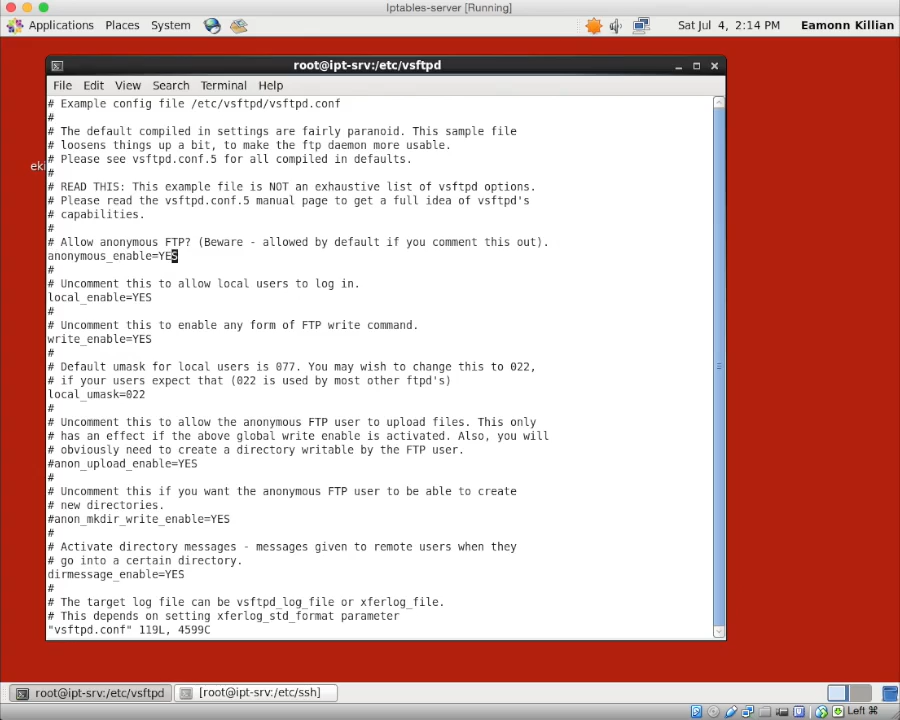 Iptables-server [Running]
Applications Places System Sat Jul 4, 2:14 PM Eamonn Killian
root@ipt-srv:/etc/vsftpd
File Edit View Search Terminal Help
# Example config file /etc/vsftpd/vsftpd.conf
#
# The default compiled in settings are fairly paranoid. This sample file
# loosens things up a bit, to make the ftp daemon more usable.
# Please see vsftpd.conf.5 for all compiled in defaults.
eki
#
# READ THIS: This example file is NOT an exhaustive list of vsftpd options.
# Please read the vsftpd.conf.5 manual page to get a full idea of vsftpd's
# capabilities.
#
# Allow anonymous FTP? (Beware - allowed by default if you comment this out).
anonymous_enable=YES
#
# Uncomment this to allow local users to log in.
local_enable=YES
#
# Uncomment this to enable any form of FTP write command.
write_enable=YES
#
# Default umask for local users is 077. You may wish to change this to 022,
# if your users expect that (022 is used by most other ftpd's)
local_umask=022
#
# Uncomment this to allow the anonymous FTP user to upload files. This only
# has an effect if the above global write enable is activated. Also, you will
# obviously need to create a directory writable by the FTP user.
#anon_upload_enable=YES
#
# Uncomment this if you want the anonymous FTP user to be able to create
# new directories.
#anon_mkdir_write_enable=YES
#
# Activate directory messages - messages given to remote users when they
# go into a certain directory.
dirmessage_enable=YES
#
# The target log file can be vsftpd_log_file or xferlog_file.
# This depends on setting xferlog_std_format parameter
"vsftpd.conf" 119L, 4599C
root@ipt-srv:/etc/vsftpd [root@ipt-srv:/etc/ssh]
Left ⌘